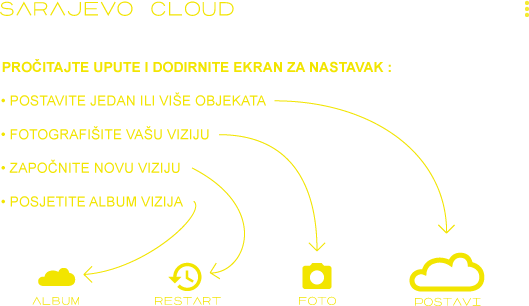 SARAJEVO CLOUD
PROČITAJTE UPUTE I DODIRNITE EKRAN ZA NASTAVAK :
• POSTAVITE JEDAN ILI VIŠE OBJEKATA
• FOTOGRAFIŠITE VAŠU VIZIJU
• ZAPOČNITE NOVU VIZIJU
• POSJETITE ALBUM VIZIJA
ALBUM RESTART FOTO POSTAVI